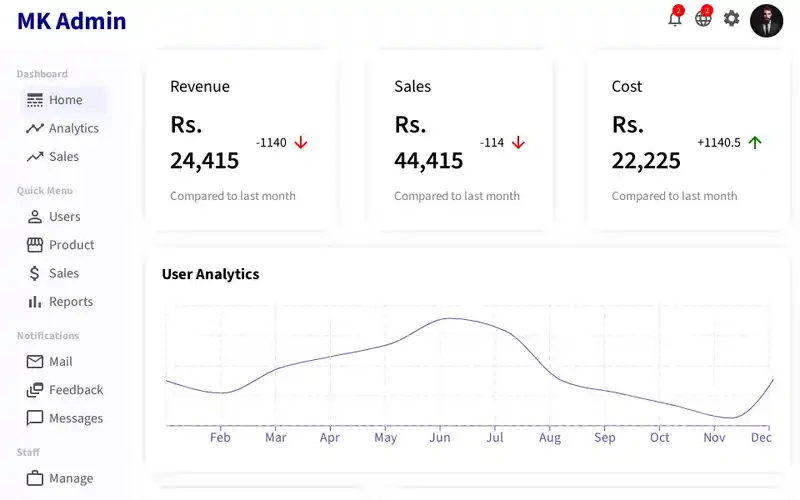 MK Admin
2
2
Dashboard
Home
Analytics
Sales
Quick Menu
Users
Product
Sales
Reports
Notifications
Mail
Feedback
Messages
Staff
Manage
Revenue
Rs.
24,415
-1140
Compared to last month
Sales
Rs.
44,415
-114
Compared to last month
Cost
Rs.
22,225
+1140.5
Compared to last month
User Analytics
Feb Mar Apr May Jun Jul Aug Sep Oct Nov Dec